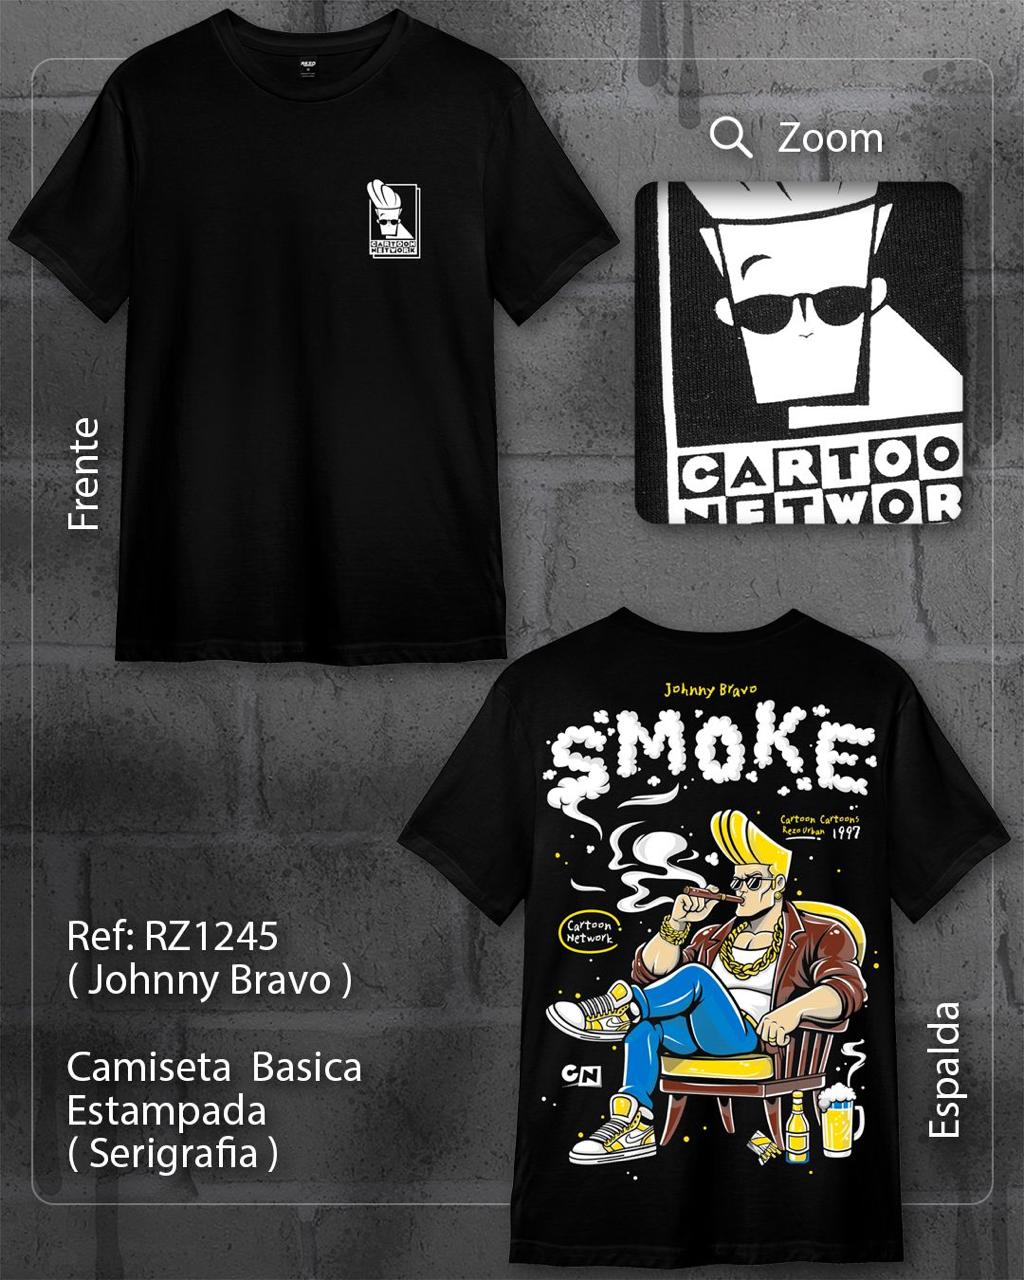 REZO
CARTOON
NETWORK
Zoom
CARTOO
NETWOR
Frente
Johnny Bravo
SMOKE
Cartoon Cartoons
Rezo Urban 1997
Cartoon
Network
CN
Ref: RZ1245
( Johnny Bravo )
Camiseta Basica
Estampada
( Serigrafia )
Espalda